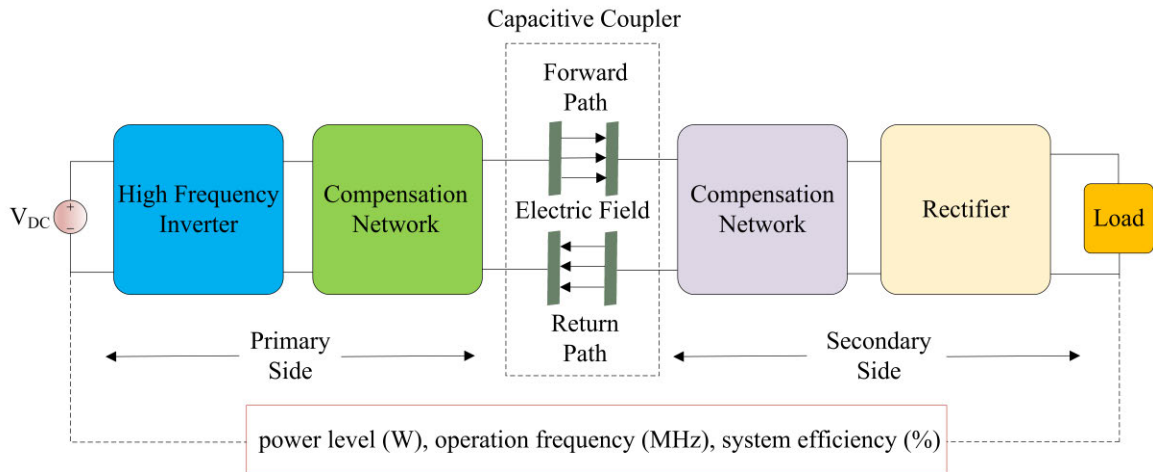 Capacitive Coupler
Forward
Path
V_DC
+
−
High Frequency
Inverter
Compensation
Network
Electric Field
Compensation
Network
Rectifier
Load
Return
Path
Primary
Side
Secondary
Side
power level (W), operation frequency (MHz), system efficiency (%)